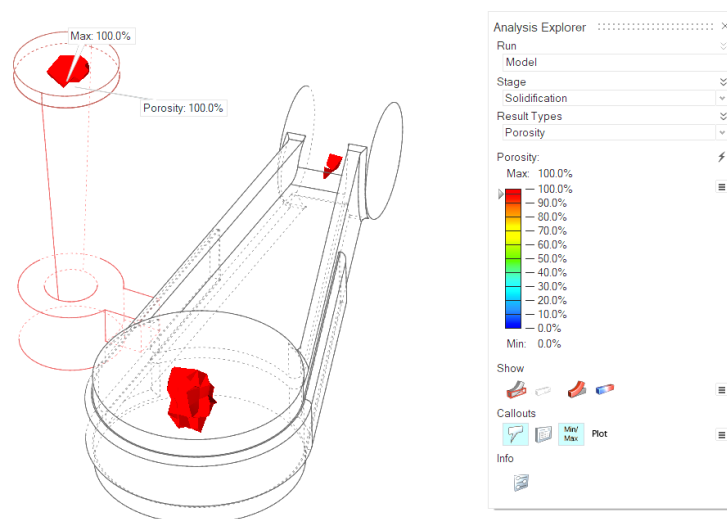 Max: 100.0%
Porosity: 100.0%
Analysis Explorer
Run
Model
Stage
Solidification
Result Types
Porosity
Porosity:
Max: 100.0%
100.0%
90.0%
80.0%
70.0%
60.0%
50.0%
40.0%
30.0%
20.0%
10.0%
0.0%
Min: 0.0%
Show
Callouts
Min/
Max
Plot
Info